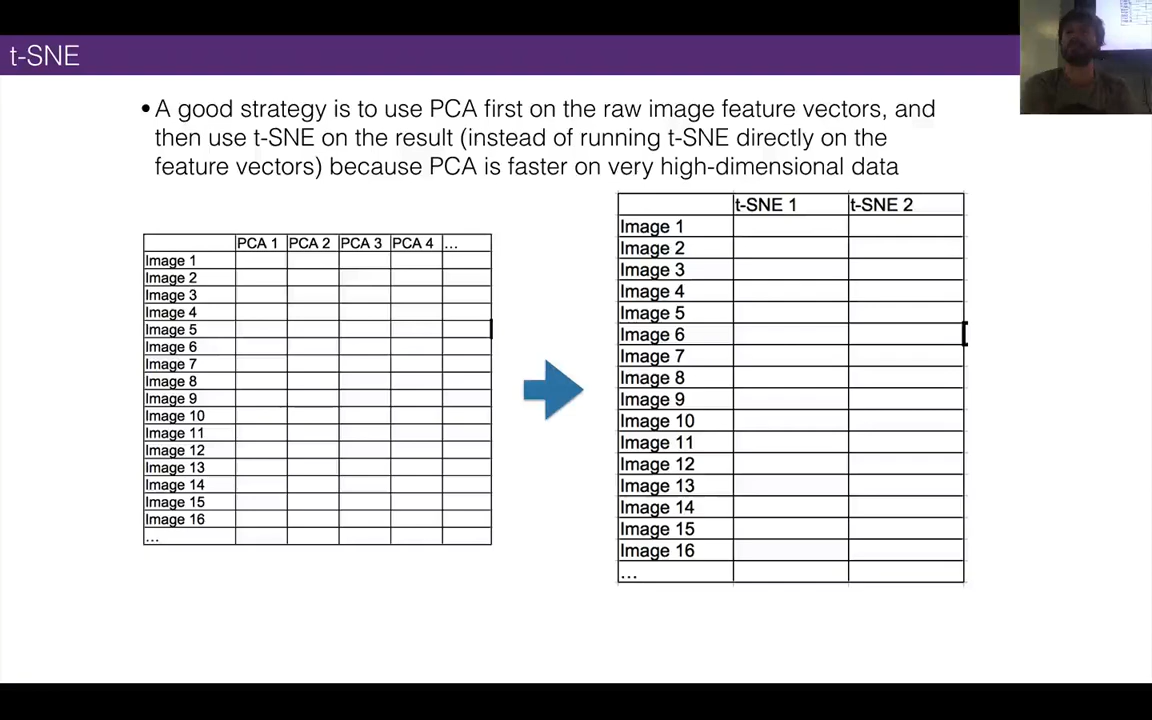 t-SNE
• A good strategy is to use PCA first on the raw image feature vectors, and
then use t-SNE on the result (instead of running t-SNE directly on the
feature vectors) because PCA is faster on very high-dimensional data
PCA 1 PCA 2 PCA 3 PCA 4 ...
Image 1
Image 2
Image 3
Image 4
Image 5
Image 6
Image 7
Image 8
Image 9
Image 10
Image 11
Image 12
Image 13
Image 14
Image 15
Image 16
...
t-SNE 1 t-SNE 2
Image 1
Image 2
Image 3
Image 4
Image 5
Image 6
Image 7
Image 8
Image 9
Image 10
Image 11
Image 12
Image 13
Image 14
Image 15
Image 16
...